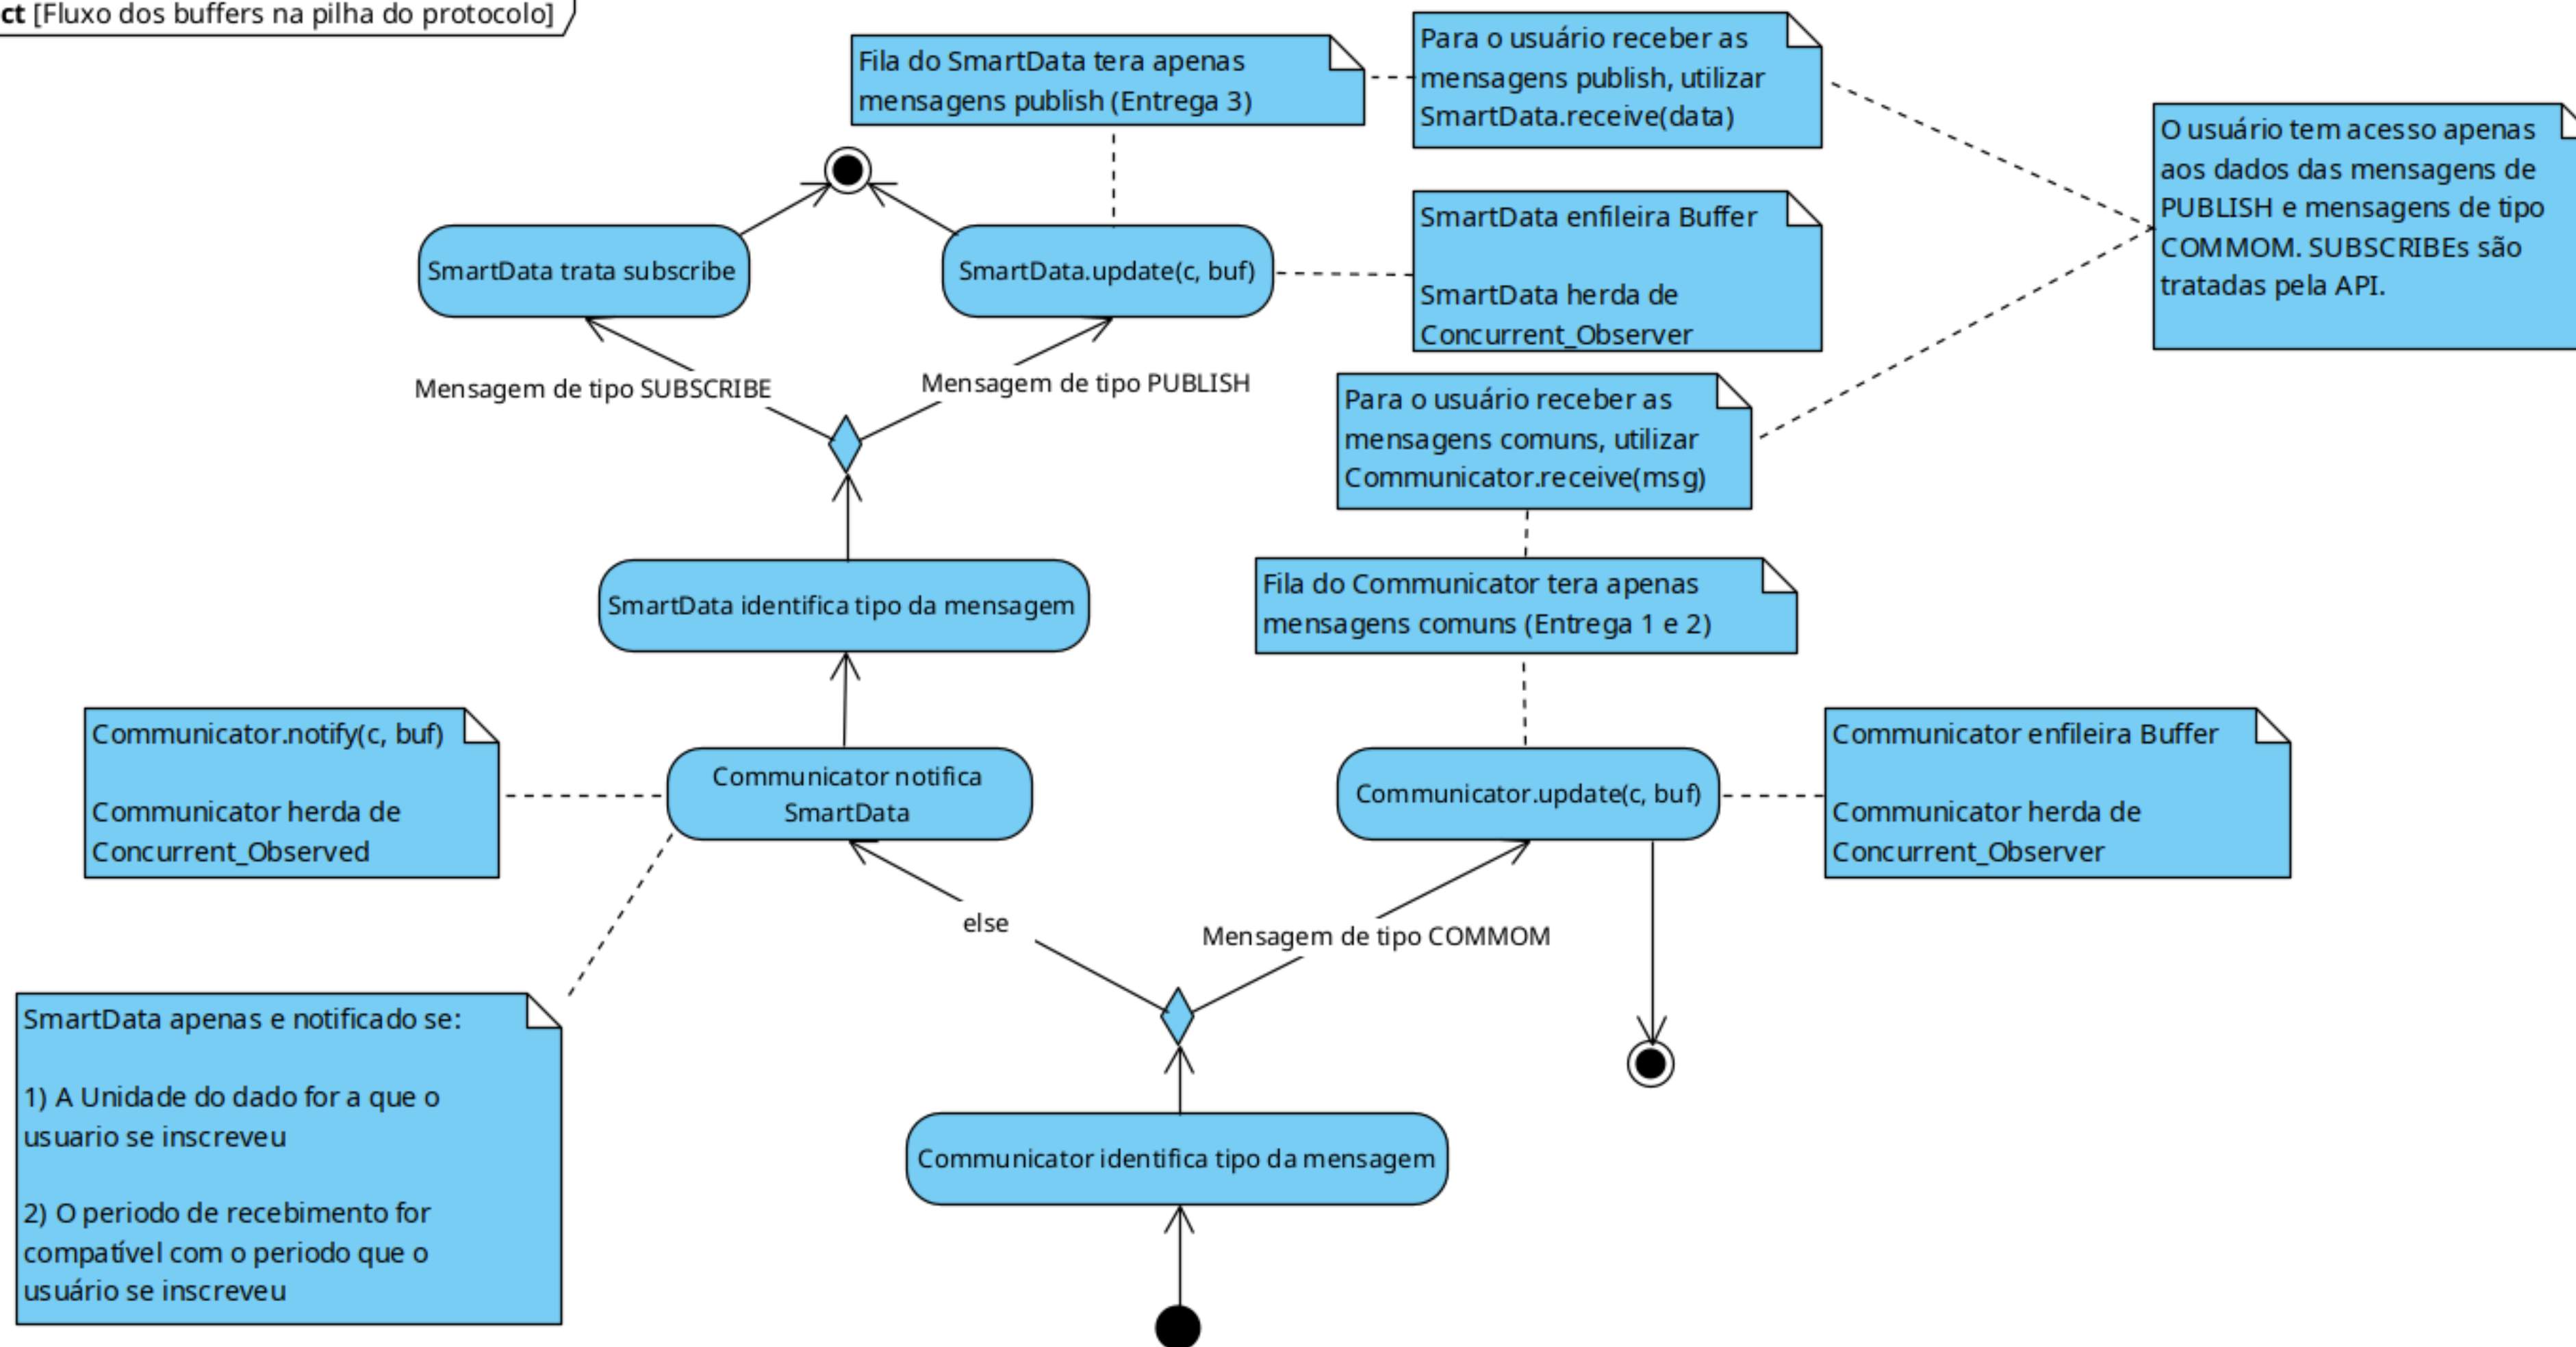 ct [Fluxo dos buffers na pilha do protocolo]
Fila do SmartData tera apenas
mensagens publish (Entrega 3)
Para o usuário receber as
mensagens publish, utilizar
SmartData.receive(data)
O usuário tem acesso apenas
aos dados das mensagens de
PUBLISH e mensagens de tipo
COMMOM. SUBSCRIBEs são
tratadas pela API.
SmartData trata subscribe
SmartData.update(c, buf)
SmartData enfileira Buffer
SmartData herda de
Concurrent_Observer
Mensagem de tipo SUBSCRIBE
Mensagem de tipo PUBLISH
Para o usuário receber as
mensagens comuns, utilizar
Communicator.receive(msg)
SmartData identifica tipo da mensagem
Fila do Communicator tera apenas
mensagens comuns (Entrega 1 e 2)
Communicator.notify(c, buf)
Communicator herda de
Concurrent_Observed
Communicator notifica
SmartData
Communicator.update(c, buf)
Communicator enfileira Buffer
Communicator herda de
Concurrent_Observer
else
Mensagem de tipo COMMOM
SmartData apenas e notificado se:
1) A Unidade do dado for a que o
usuario se inscreveu
2) O periodo de recebimento for
compatível com o periodo que o
usuário se inscreveu
Communicator identifica tipo da mensagem